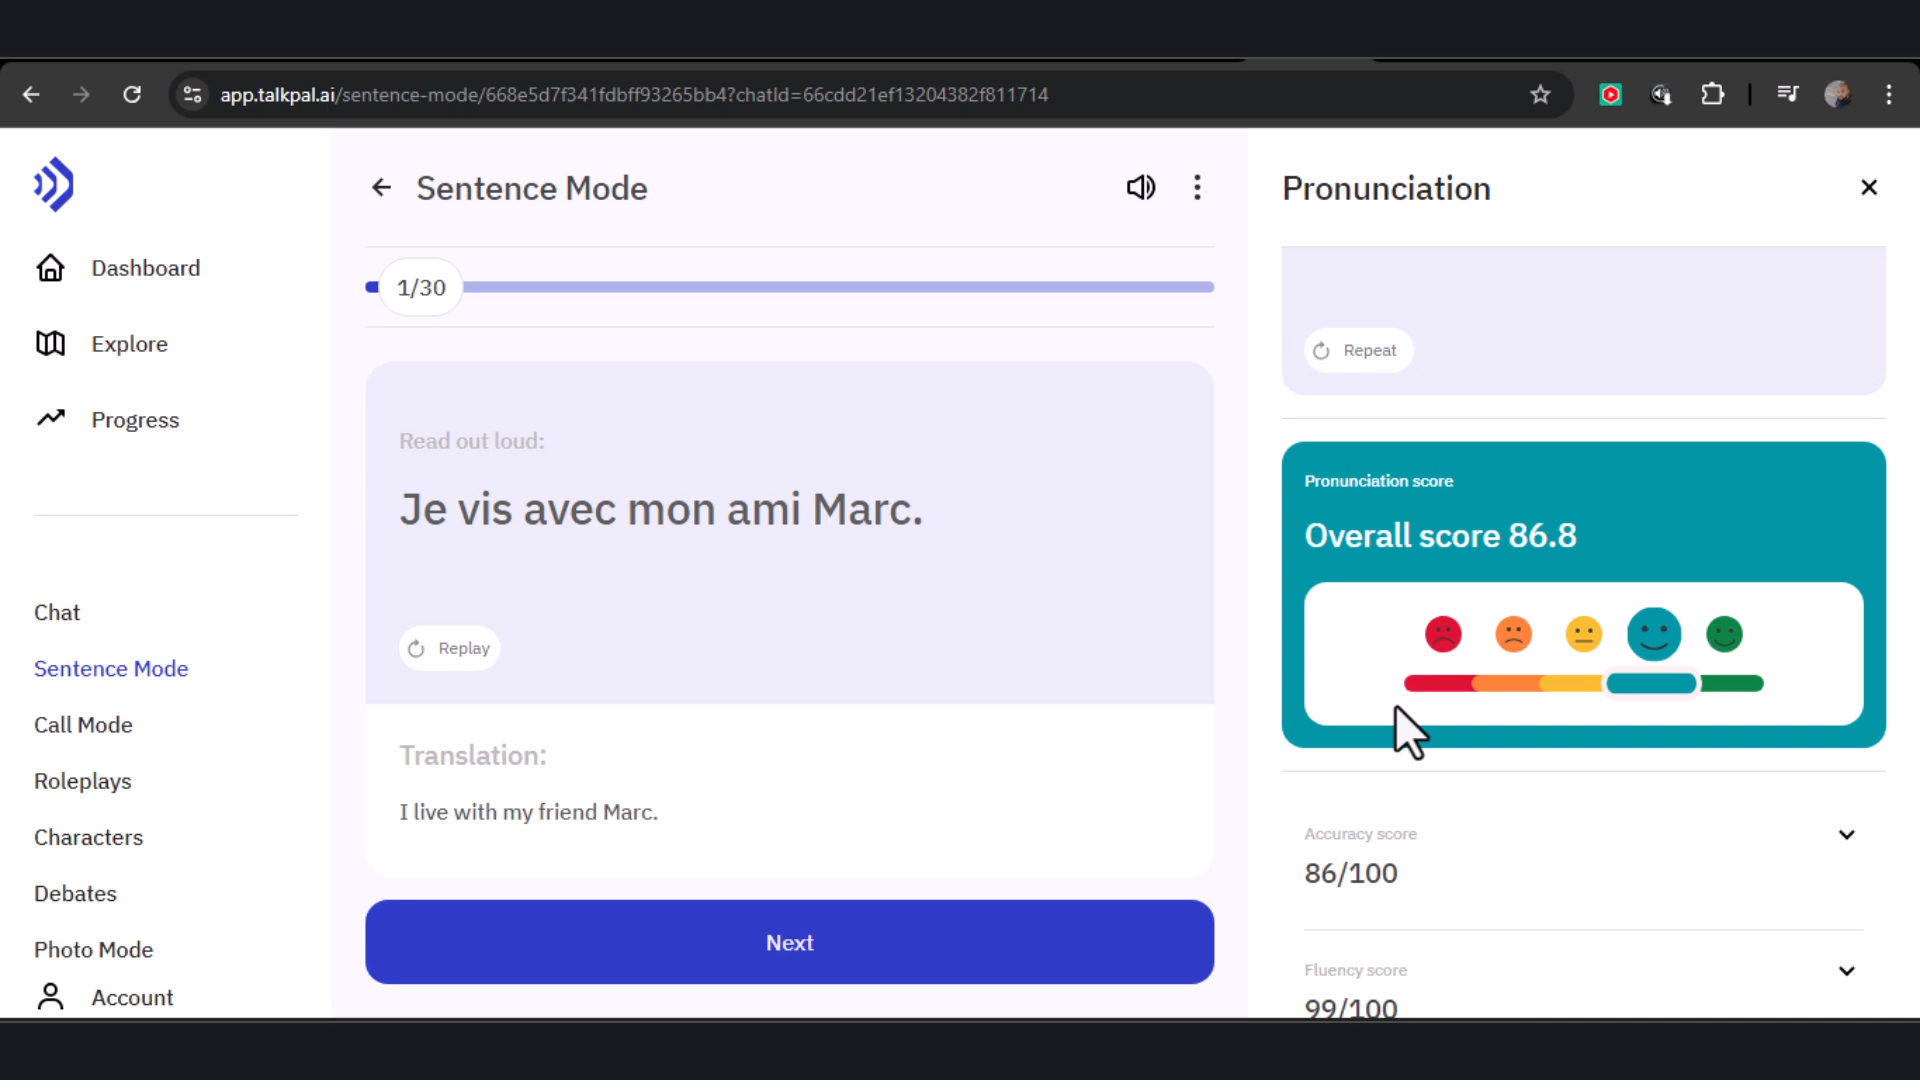 app.talkpal.ai/sentence-mode/668e5d7f341fdbff93265bb4?chatId=66cdd21ef13204382f811714
Dashboard
Explore
Progress
Chat
Sentence Mode
Call Mode
Roleplays
Characters
Debates
Photo Mode
Account
Sentence Mode
1/30
Read out loud:
Je vis avec mon ami Marc.
Replay
Translation:
I live with my friend Marc.
Next
Pronunciation
Repeat
Pronunciation score
Overall score 86.8
Accuracy score
86/100
Fluency score
99/100